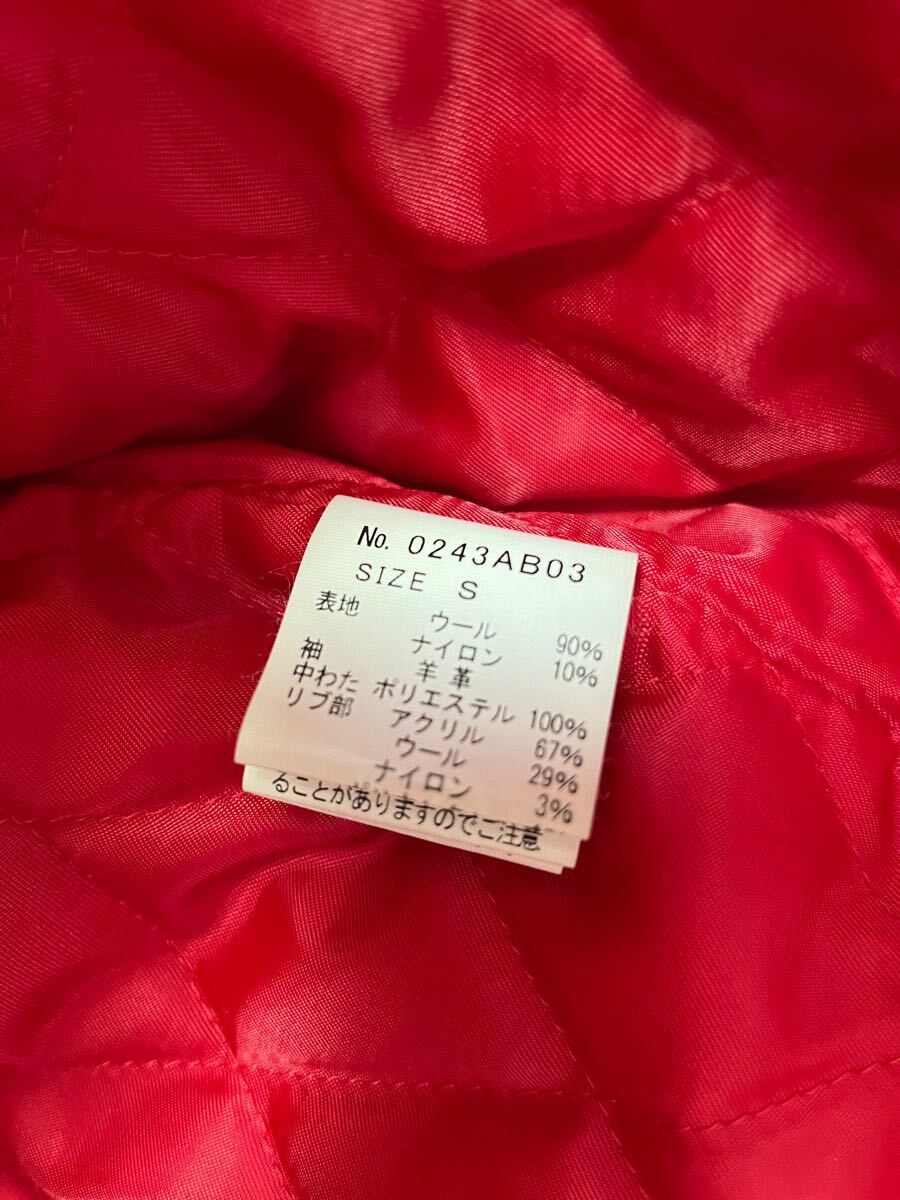 No. 0243AB03
SIZE S
表地 ウール 90%
ナイロン 10%
袖 羊革
中わた ポリエステル 100%
リブ部 アクリル 67%
ウール 29%
ナイロン 3%
ることがありますのでご注意